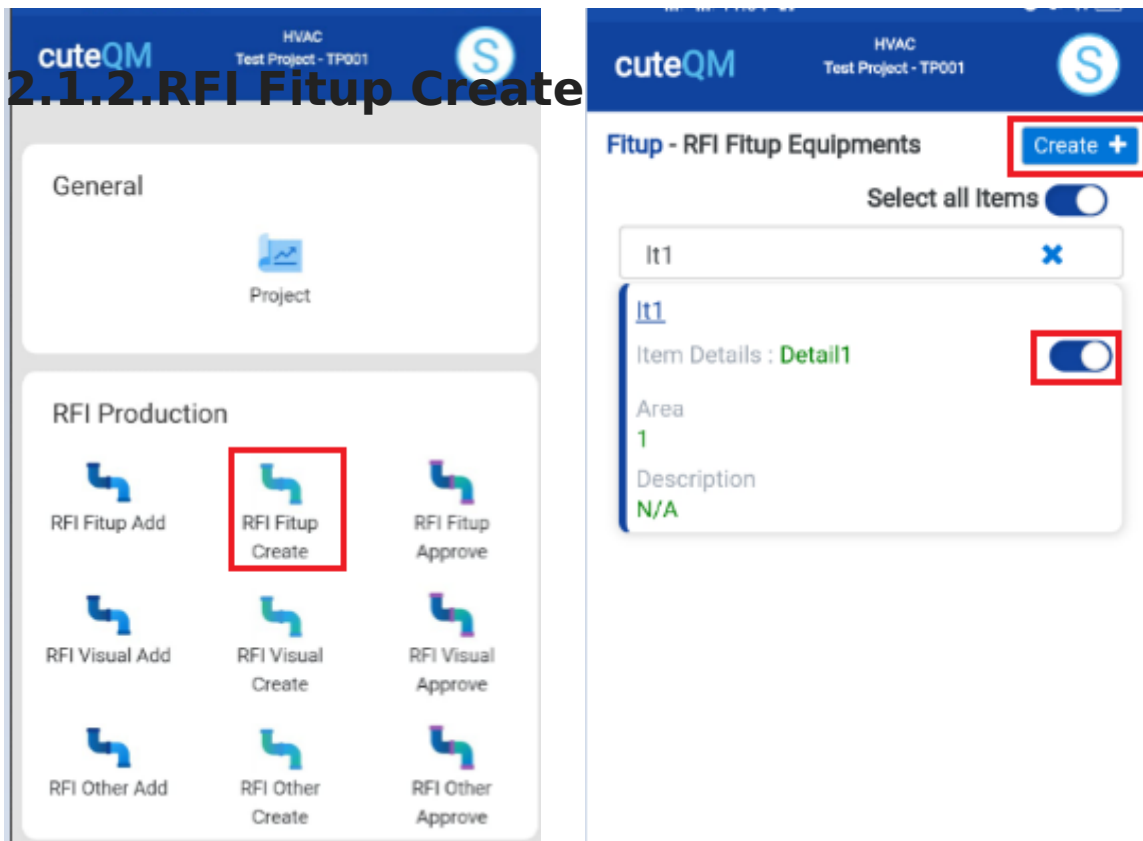 HVAC
cuteQM
Test Project - TP001
S
2.1.2.RFI Fitup Create
General
Project
RFI Production
RFI Fitup Add
RFI Fitup
Create
RFI Fitup
Approve
RFI Visual Add
RFI Visual
Create
RFI Visual
Approve
RFI Other Add
RFI Other
Create
RFI Other
Approve
HVAC
cuteQM
Test Project - TP001
S
Fitup - RFI Fitup Equipments
Create +
Select all Items
It1
It1
Item Details : Detail1
Area
1
Description
N/A